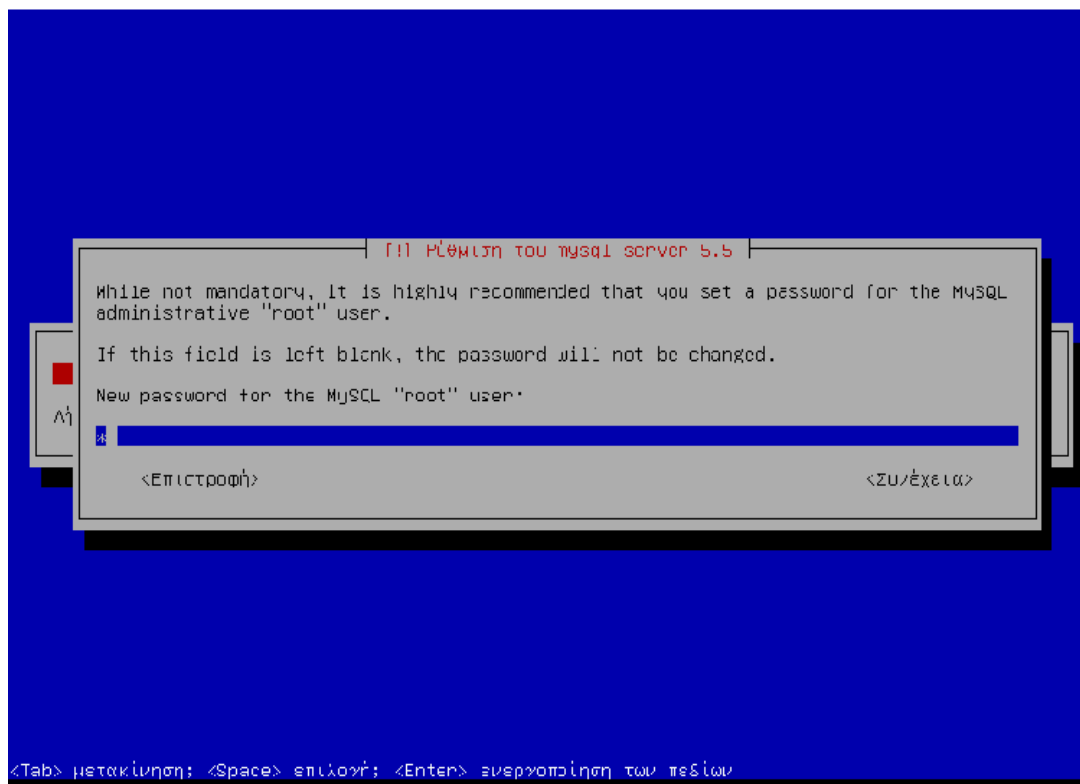 [!] Ρύθμιση του mysql server 5.5
While not mandatory, it is highly recommended that you set a password for the MySQL
administrative "root" user.
If this field is left blank, the password will not be changed.
New password for the MySQL "root" user:
*
<Επιστροφή> <Συνέχεια>
<Tab> μετακίνηση; <Space> επιλογή; <Enter> ενεργοποίηση των πεδίων